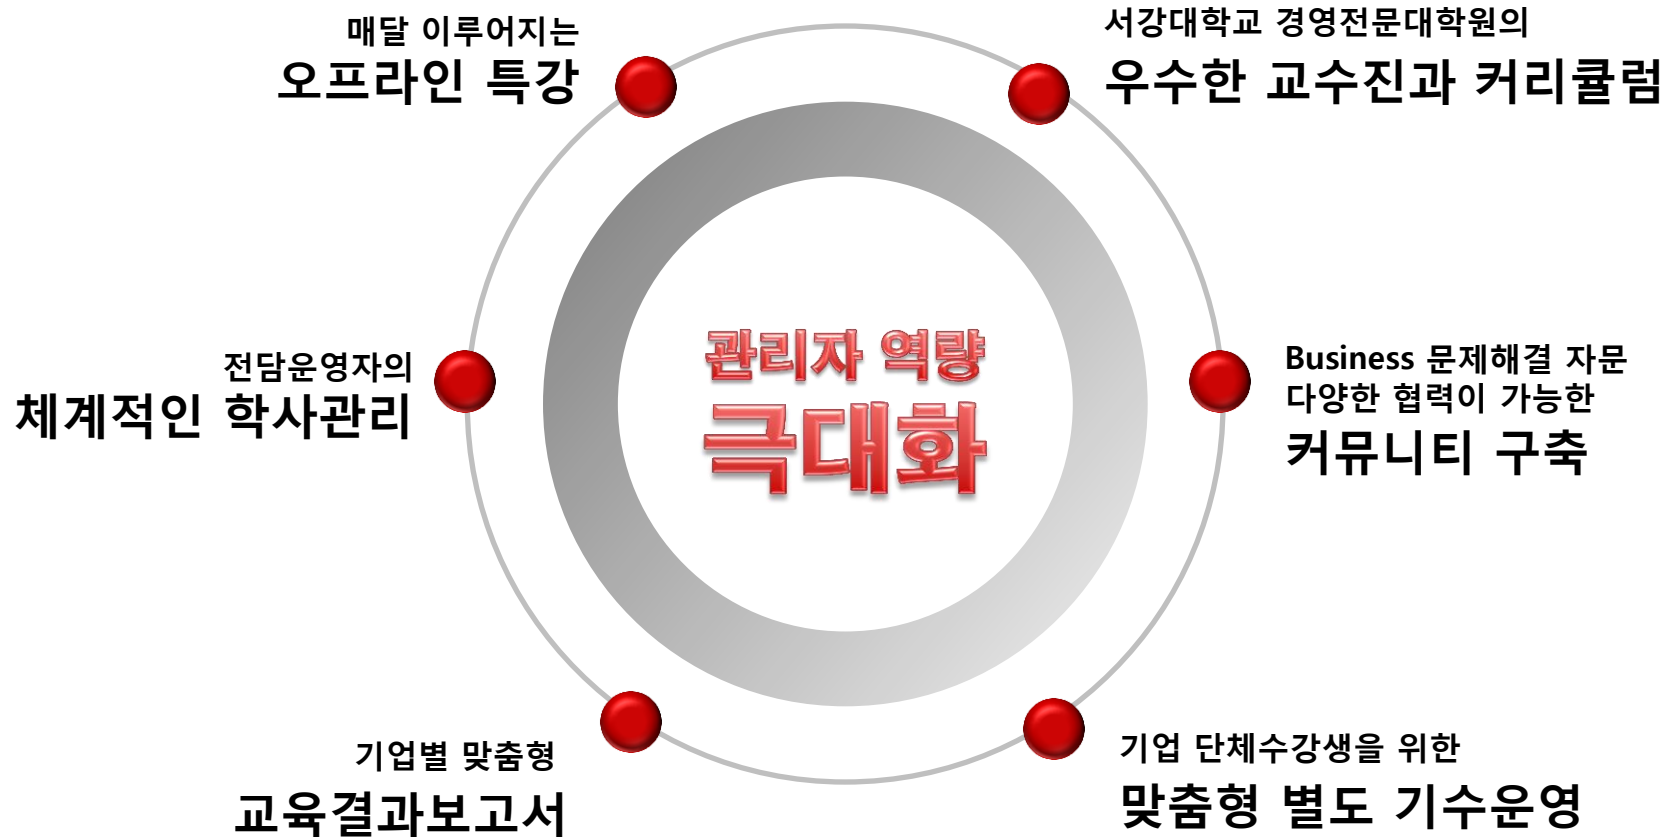 매달 이루어지는
오프라인 특강
서강대학교 경영전문대학원의
우수한 교수진과 커리큘럼
전담운영자의
체계적인 학사관리
관리자 역량
극대화
Business 문제해결 자문
다양한 협력이 가능한
커뮤니티 구축
기업별 맞춤형
교육결과보고서
기업 단체수강생을 위한
맞춤형 별도 기수운영